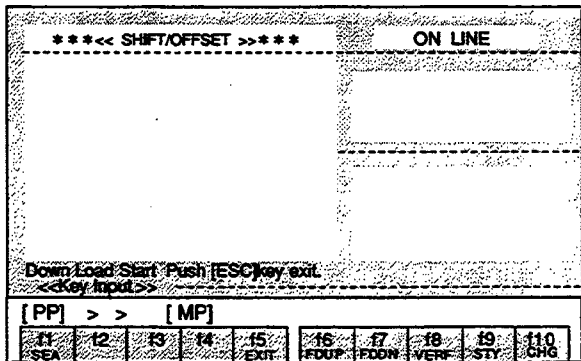 ***<< SHIFT/OFFSET >>***
ON LINE
Down Load Start Push [ESC]key exit.
<<Key Input>>
[PP] > > [MP]
f1 f2 f3 f4 f5 f6 f7 f8 f9 f10
SEA EXIT FDUP FDDN VERF STY CHG